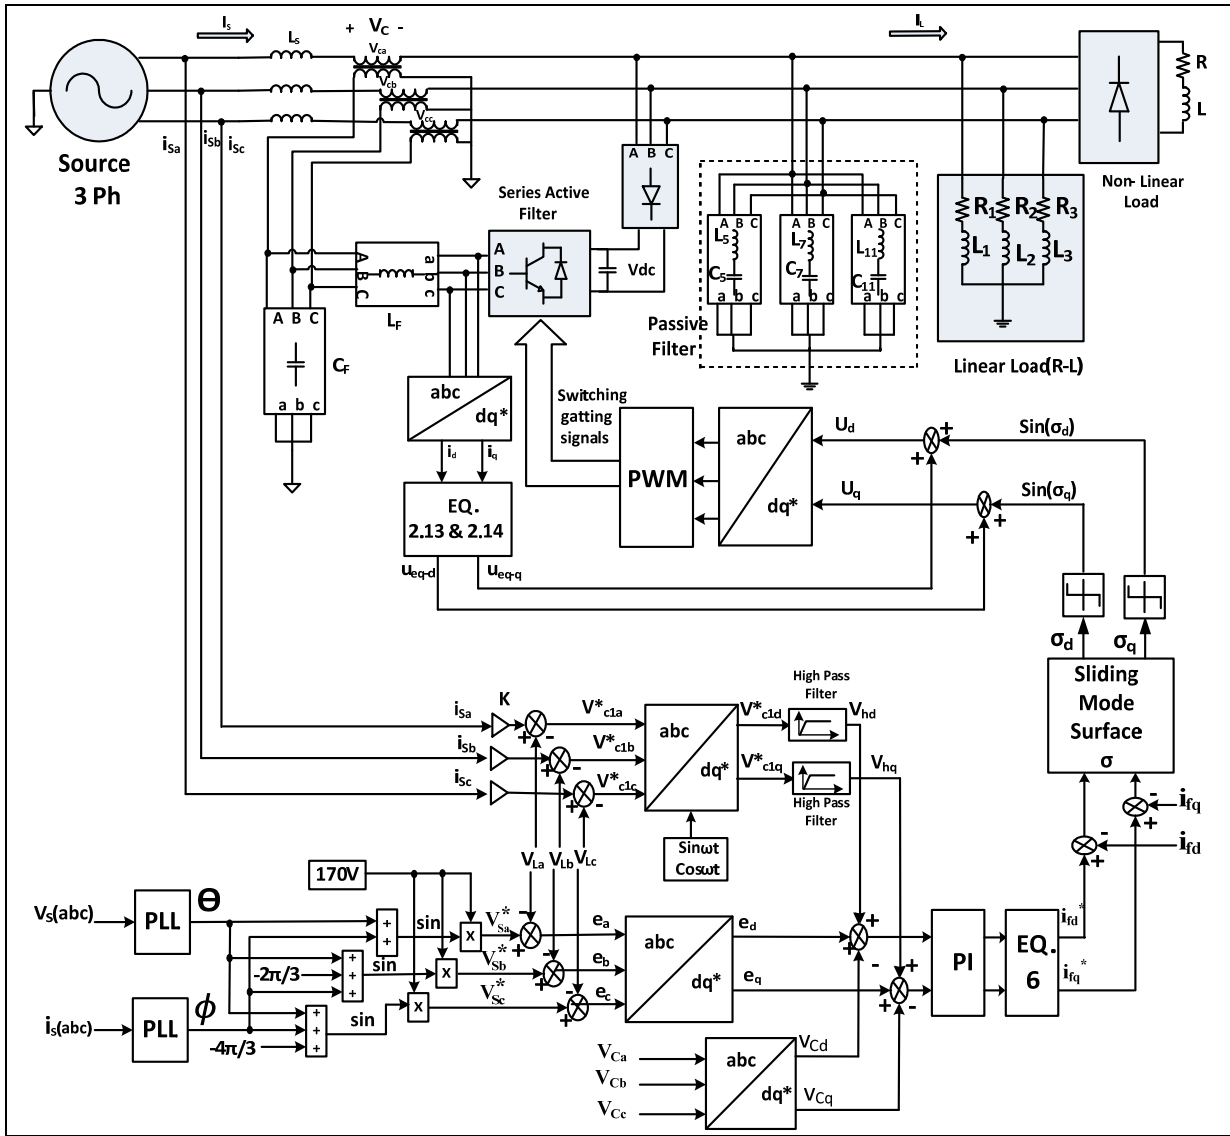 Is
+ VC -
Ls
Vca
Vcb
Vcc
IL
R
L
Source
3 Ph
iSa
iSb
iSc
Series Active
Filter
A B C
Non- Linear
Load
A
B
C
a
b
c
LF
A
B
C
Vdc
A B C
A B C
A B C
L5
L7
L11
C5
C7
C11
a b c
a b c
a b c
Passive
Filter
R1
R2
R3
L1
L2
L3
Linear Load(R-L)
A B C
CF
a b c
abc
dq*
id
iq
Switching
gatting
signals
PWM
abc
dq*
Ud
+
+
Sin(σd)
Uq
+
+
Sin(σq)
EQ.
2.13 & 2.14
ueq-d
ueq-q
σd
σq
Sliding
Mode
Surface
σ
K
iSa
+
-
V*c1a
iSb
+
-
V*c1b
iSc
+
-
V*c1c
abc
dq*
V*c1d
V*c1q
High Pass
Filter
Vhd
High Pass
Filter
Vhq
Sinωt
Cosωt
VLa
VLb
VLc
-
+
ifq
-
+
ifd
170V
Vs(abc)
PLL
Θ
+
+
sin
x
VSa*
-
+
ea
-2π/3
+
+
+
sin
x
VSb*
-
+
eb
is(abc)
PLL
ϕ
+
+
+
-4π/3
sin
x
VSc*
-
+
ec
abc
dq*
ed
eq
+
+
-
+
+
-
PI
EQ.
6
ifd*
ifq*
VCa
VCb
VCc
abc
dq*
VCd
VCq